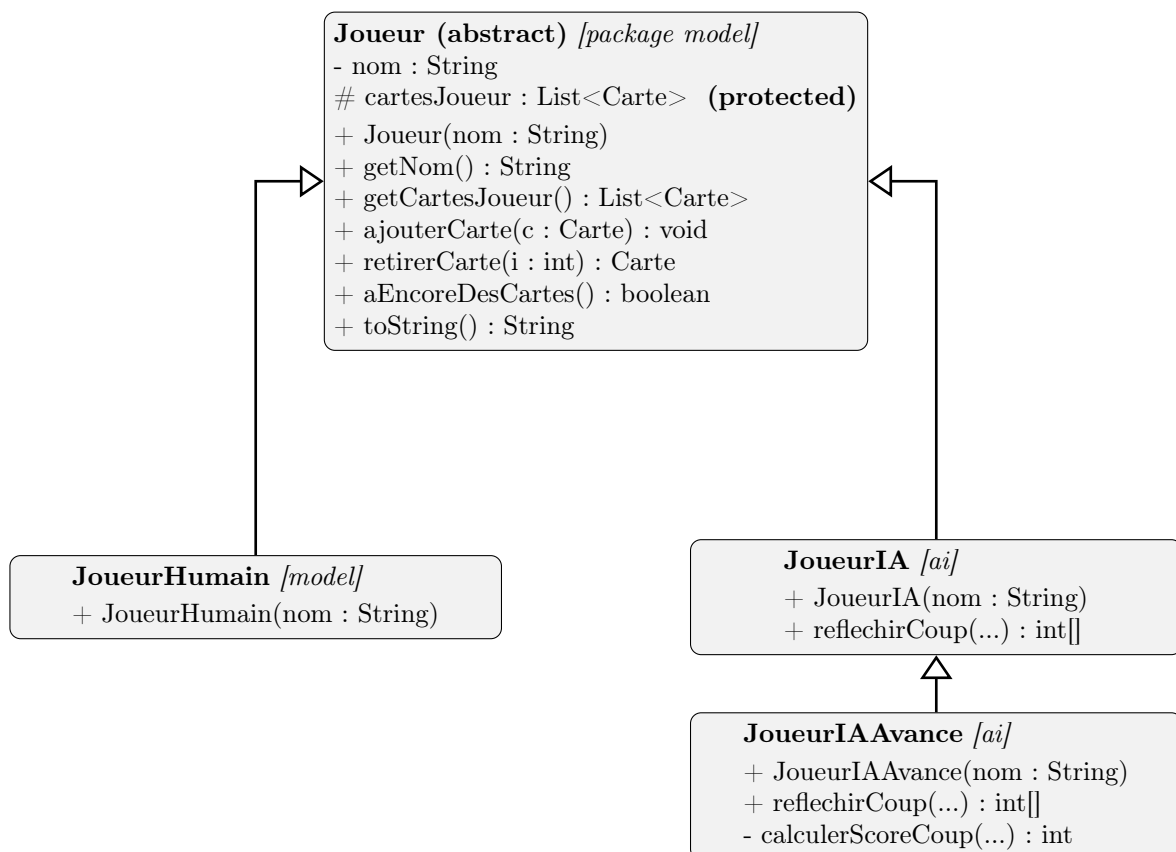 Joueur (abstract) [package model]
- nom : String
# cartesJoueur : List<Carte> (protected)
+ Joueur(nom : String)
+ getNom() : String
+ getCartesJoueur() : List<Carte>
+ ajouterCarte(c : Carte) : void
+ retirerCarte(i : int) : Carte
+ aEncoreDesCartes() : boolean
+ toString() : String
JoueurHumain [model]
+ JoueurHumain(nom : String)
JoueurIA [ai]
+ JoueurIA(nom : String)
+ reflechirCoup(...) : int[]
JoueurIAAvance [ai]
+ JoueurIAAvance(nom : String)
+ reflechirCoup(...) : int[]
- calculerScoreCoup(...) : int